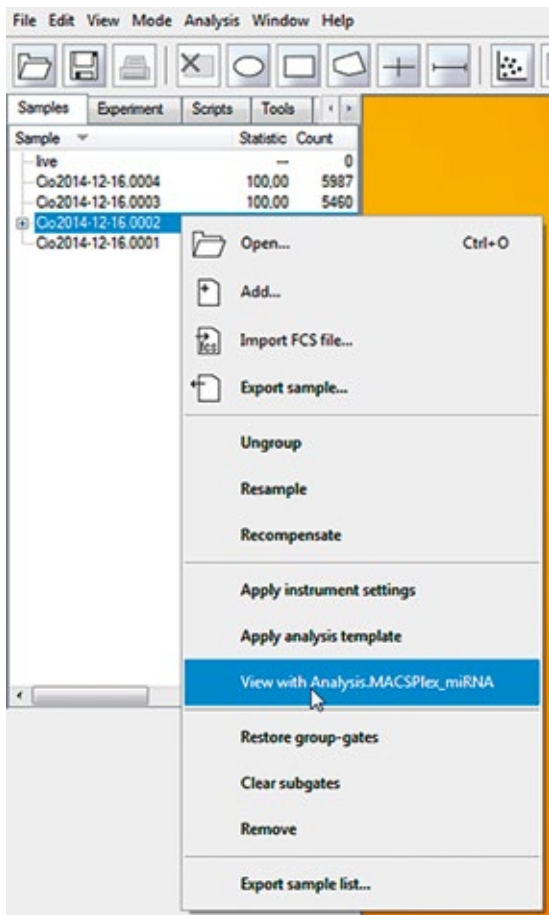 File Edit View Mode Analysis Window Help
Samples Experiment Scripts Tools
Sample Statistic Count
live --- 0
Cio2014-12-16.0004 100,00 5987
Cio2014-12-16.0003 100,00 5460
Cio2014-12-16.0002
Cio2014-12-16.0001
Open... Ctrl+O
Add...
FCS Import FCS file...
Export sample...
Ungroup
Resample
Recompensate
Apply instrument settings
Apply analysis template
View with Analysis.MACSPlex_miRNA
Restore group-gates
Clear subgates
Remove
Export sample list...